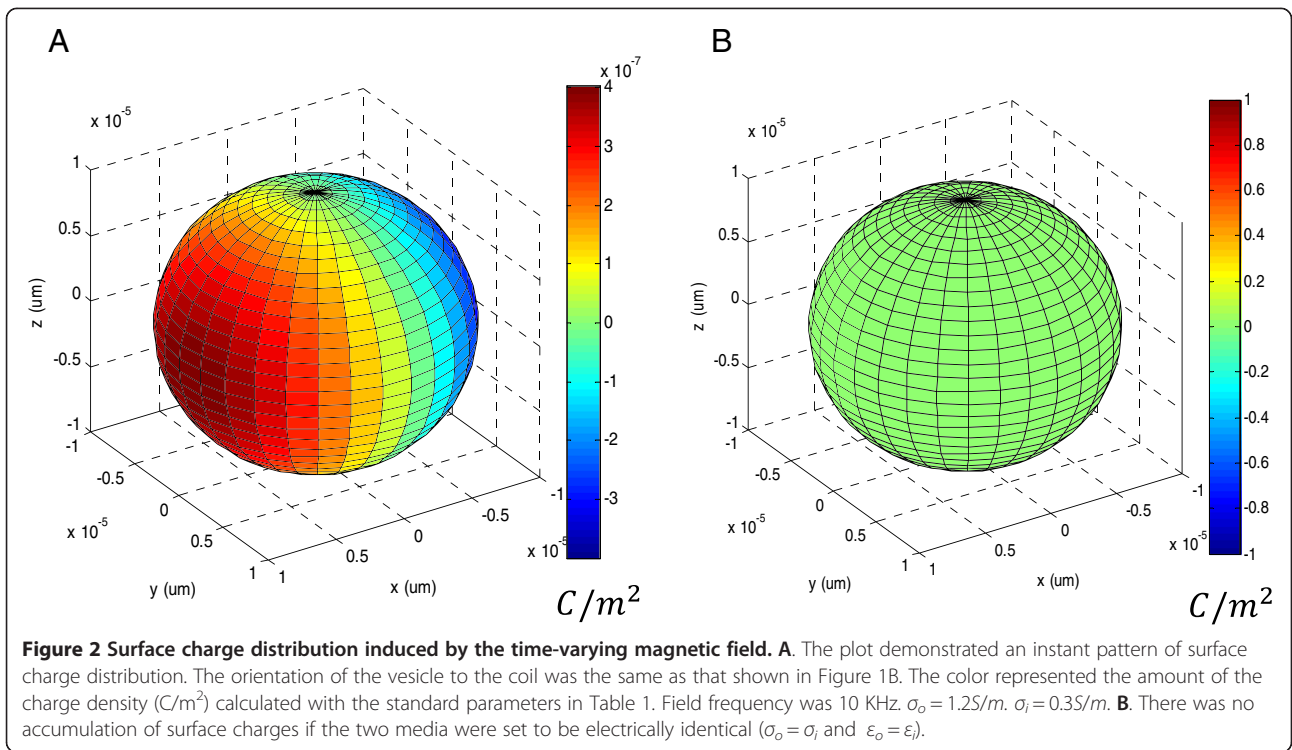 A
x 10^-5
1
0.5
0
-0.5
-1
z (um)
-1
-0.5
0
0.5
1
x 10^-5
y (um)
1
0.5
0
-0.5
-1
x 10^-5
x (um)
x 10^-7
4
3
2
1
0
-1
-2
-3
C/m²
B
x 10^-5
1
0.5
0
-0.5
-1
z (um)
-1
-0.5
0
0.5
1
x 10^-5
y (um)
1
0.5
0
-0.5
-1
x 10^-5
x (um)
1
0.8
0.6
0.4
0.2
0
-0.2
-0.4
-0.6
-0.8
-1
C/m²
Figure 2 Surface charge distribution induced by the time-varying magnetic field. A. The plot demonstrated an instant pattern of surface
charge distribution. The orientation of the vesicle to the coil was the same as that shown in Figure 1B. The color represented the amount of the
charge density (C/m²) calculated with the standard parameters in Table 1. Field frequency was 10 KHz. σₒ = 1.2S/m. σᵢ = 0.3S/m. B. There was no
accumulation of surface charges if the two media were set to be electrically identical (σₒ = σᵢ and εₒ = εᵢ).